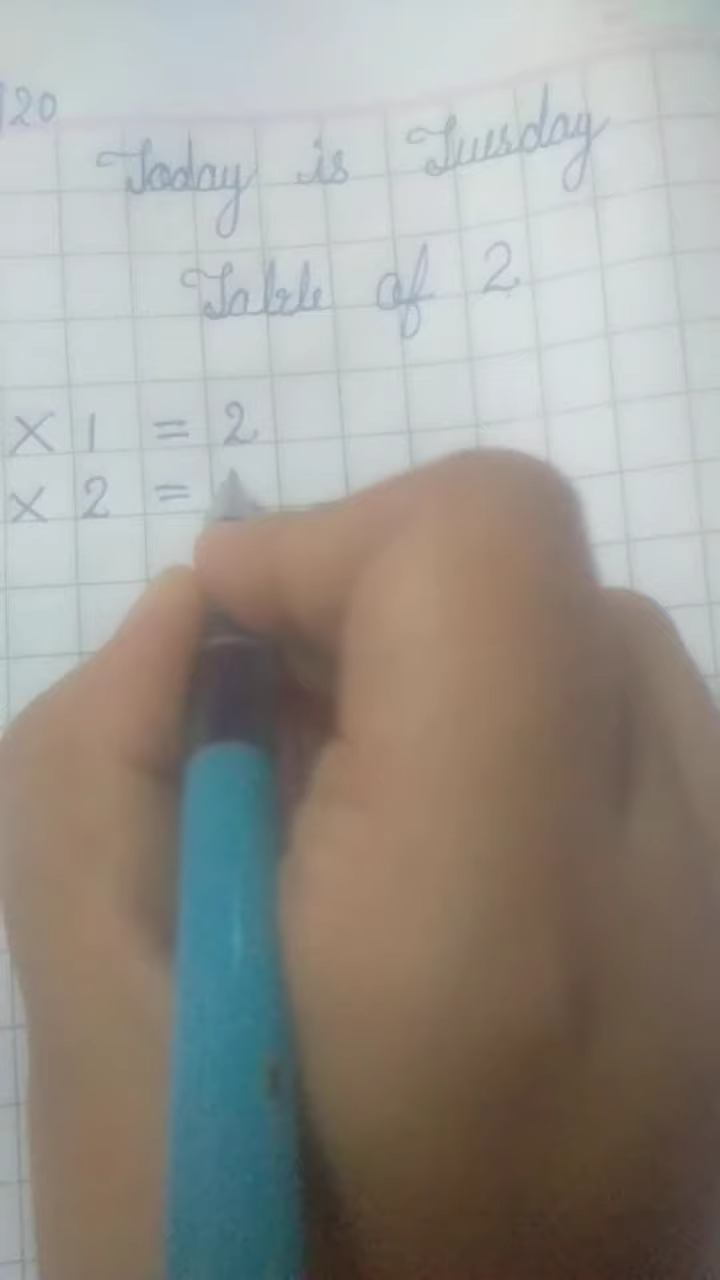 /20
Today is Tuesday
Table of 2
X 1 = 2
X 2 =